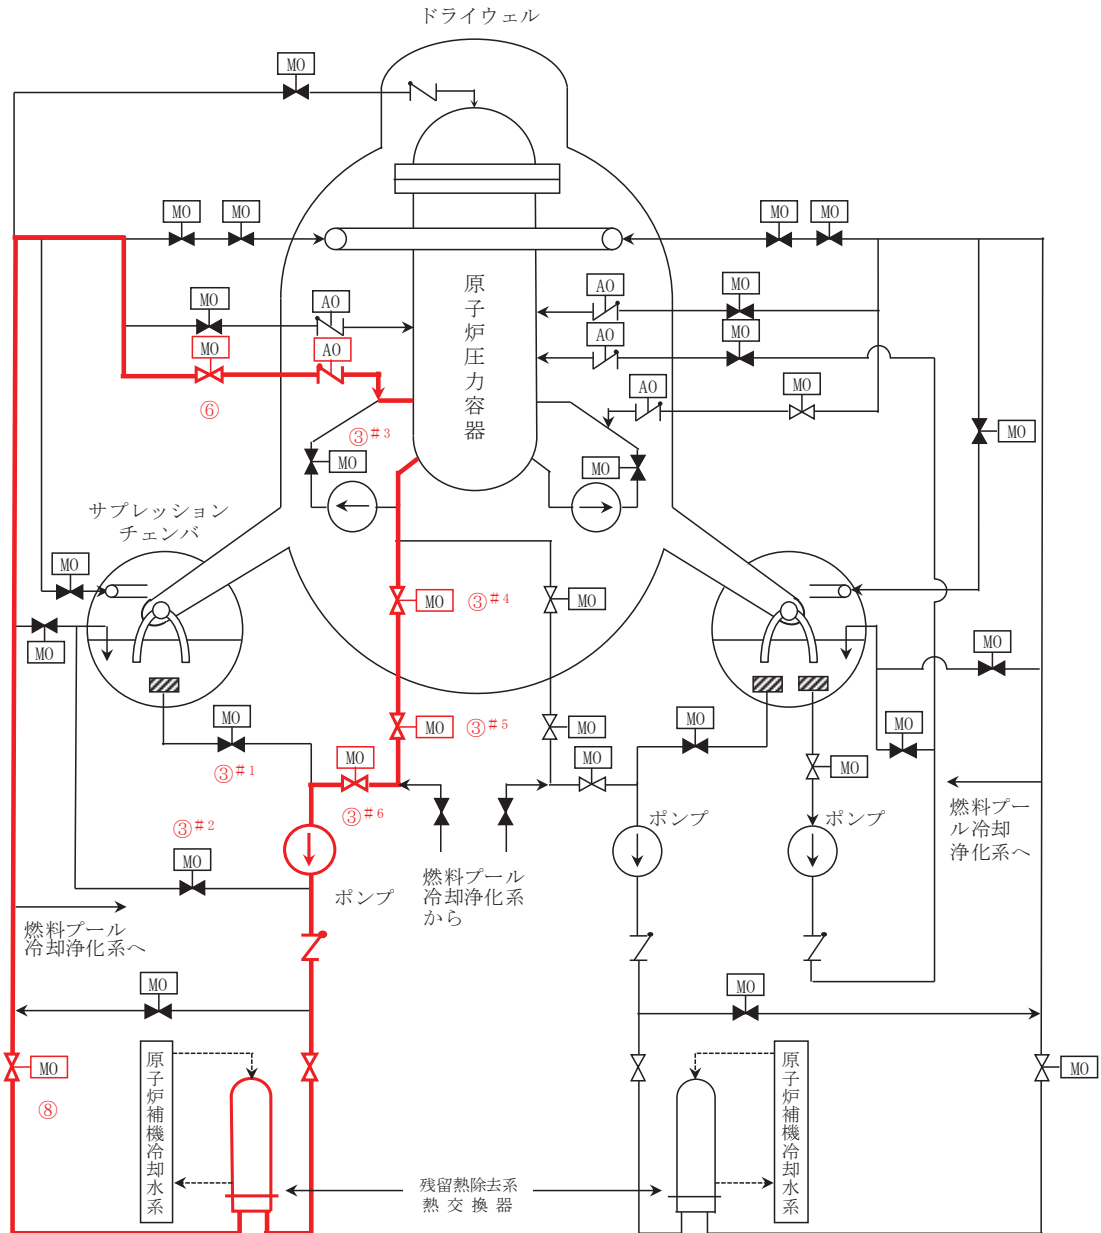 ドライウェル
MO
MO
MO
MO
MO
原子炉圧力容器
MO
AO
AO
MO
MO
AO
AO
MO
MO
AO
MO
⑥
③#3
MO
MO
MO
サプレッション
チェンバ
MO
MO
③#4
MO
MO
MO
MO
③#1
MO
③#5
MO
MO
MO
MO
MO
MO
③#6
③#2
MO
ポンプ
ポンプ
ポンプ
燃料プー
ル冷却
浄化系へ
燃料プール
冷却浄化系
から
燃料プール
冷却浄化系へ
MO
MO
MO
MO
⑧
原子炉補機冷却水系
原子炉補機冷却水系
残留熱除去系
熱交換器